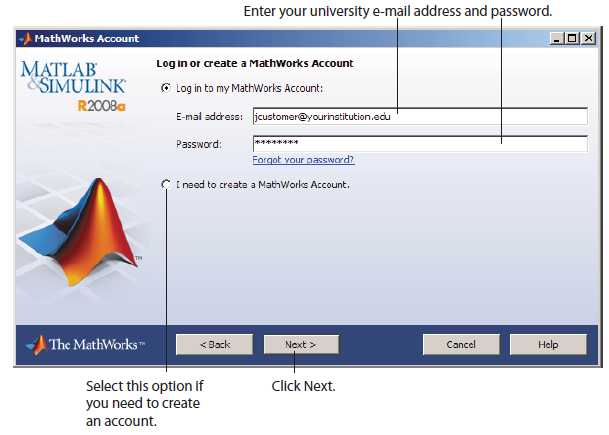 Enter your university e-mail address and password.
MathWorks Account
MATLAB
&SIMULINK
R2008a
Log in or create a MathWorks Account
Log in to my MathWorks Account:
E-mail address: jcustomer@yourinstitution.edu
Password: ********
Forgot your password?
I need to create a MathWorks Account.
TM
The MathWorks™
< Back
Next >
Cancel
Help
Select this option if
you need to create
an account.
Click Next.